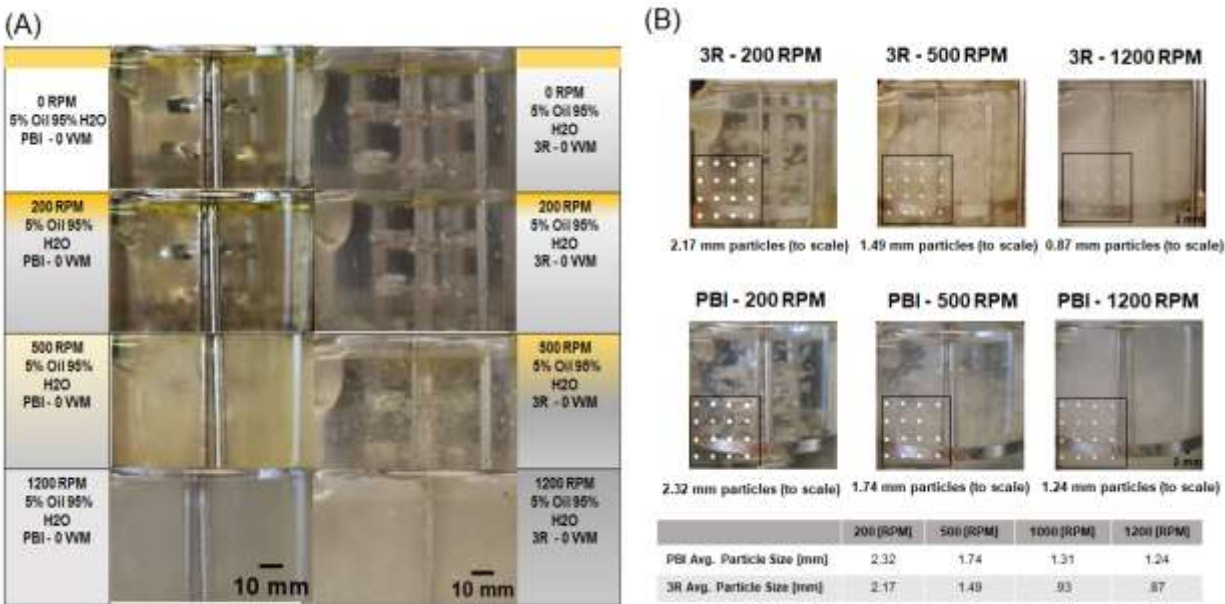 (A)
0 RPM
5% Oil 95% H2O
PBI - 0 VVM
0 RPM
5% Oil 95%
H2O
3R - 0 VVM
200 RPM
5% Oil 95%
H2O
PBI - 0 VVM
200 RPM
5% Oil 95%
H2O
3R - 0 VVM
500 RPM
5% Oil 95%
H2O
PBI - 0 VVM
500 RPM
5% Oil 95%
H2O
3R - 0 VVM
1200 RPM
5% Oil 95%
H2O
PBI - 0 VVM
1200 RPM
5% Oil 95%
H2O
3R - 0 VVM
10 mm
10 mm
(B)
3R - 200 RPM
3R - 500 RPM
3R - 1200 RPM
mm
2.17 mm particles (to scale)
1.49 mm particles (to scale)
0.87 mm particles (to scale)
PBI - 200 RPM
PBI - 500 RPM
PBI - 1200 RPM
mm
2.32 mm particles (to scale)
1.74 mm particles (to scale)
1.24 mm particles (to scale)
200 [RPM] 500 [RPM] 1000 [RPM] 1200 [RPM]
PBI Avg. Particle Size [mm] 2.32 1.74 1.31 1.24
3R Avg. Particle Size [mm] 2.17 1.49 .93 .87